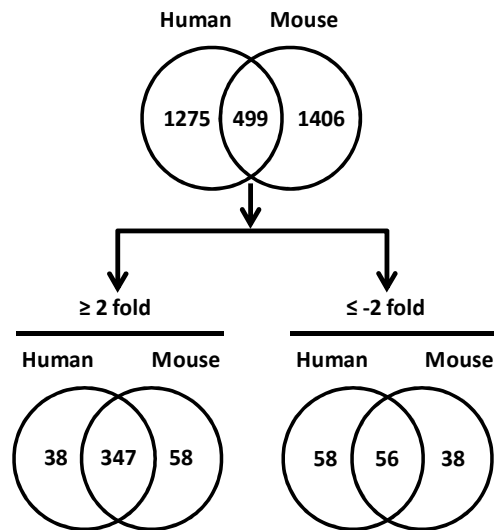 Human Mouse
1275 499 1406
≥ 2 fold ≤ -2 fold
Human Mouse Human Mouse
38 347 58 58 56 38